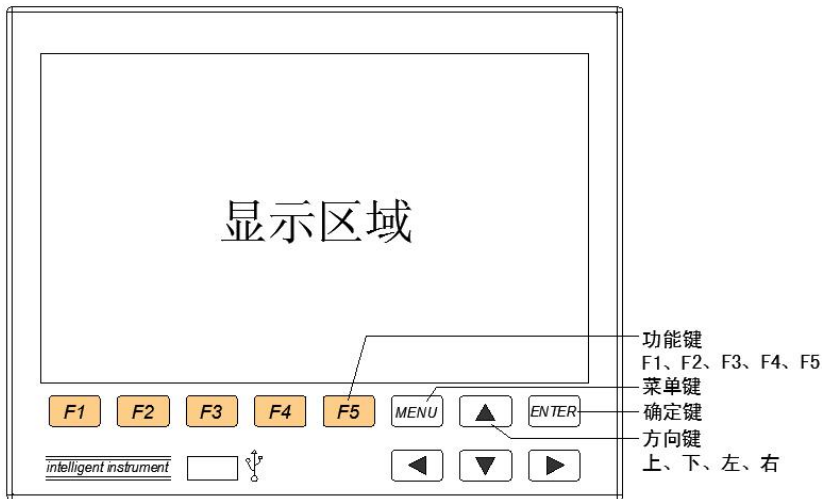 显示区域
功能键
F1、F2、F3、F4、F5
菜单键
确定键
方向键
上、下、左、右
F1 F2 F3 F4 F5 MENU ENTER
intelligent instrument